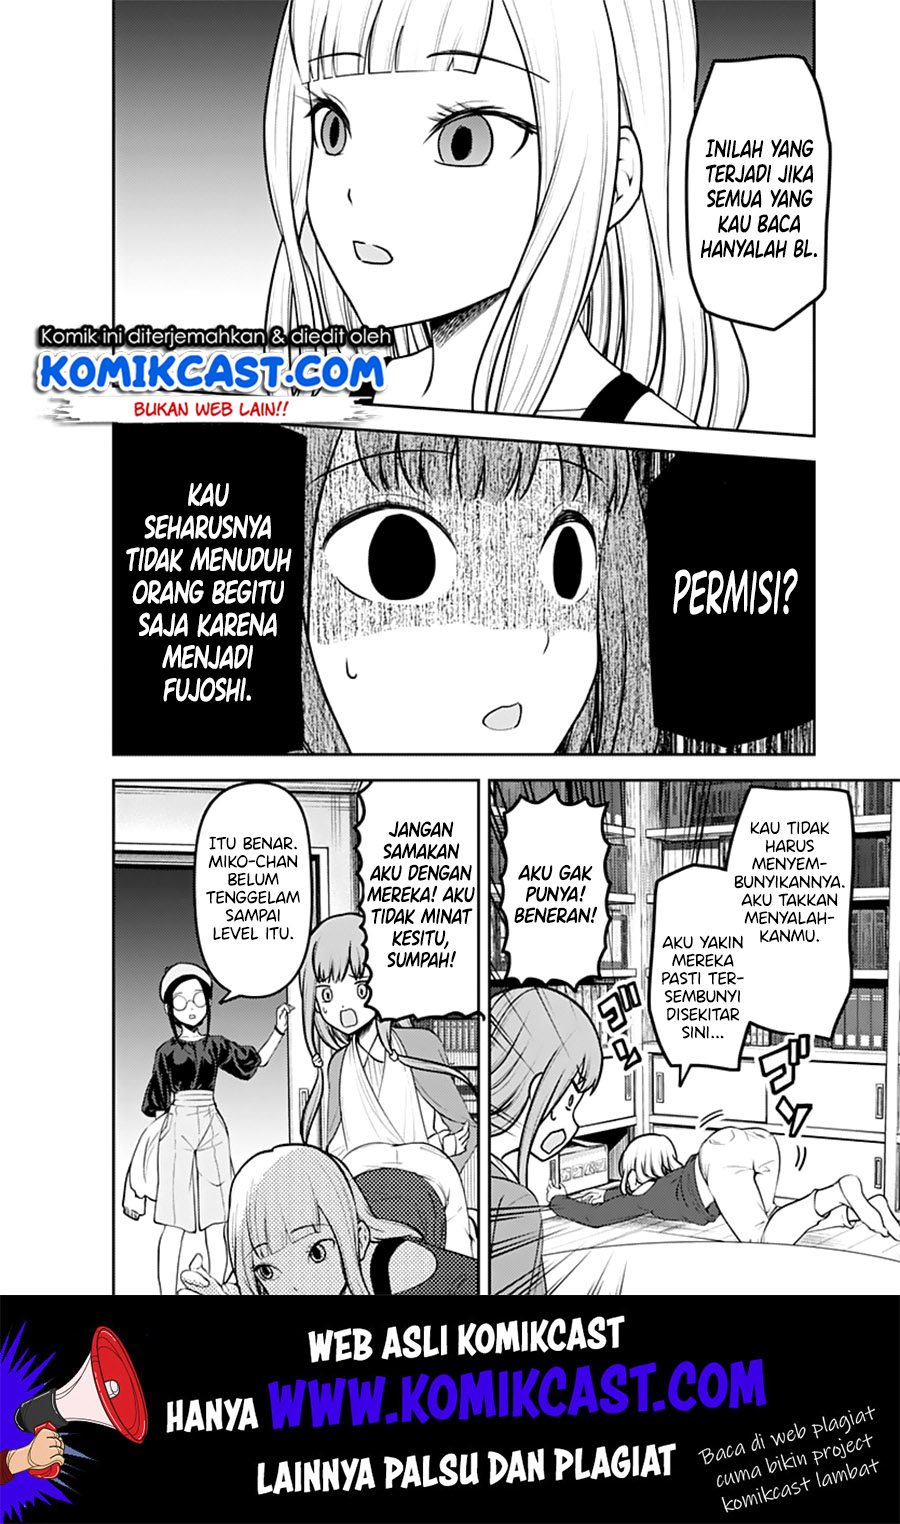 INILAH YANG
TERJADI JIKA
SEMUA YANG
KAU BACA
HANYALAH BL.
Komik ini diterjemahkan & diedit oleh
KOMIKCAST.COM
BUKAN WEB LAIN!!
PERMISI?
KAU
SEHARUSNYA
TIDAK MENUDUH
ORANG BEGITU
SAJA KARENA
MENJADI
FUJOSHI.
KAU TIDAK
HARUS
MENYEM-
BUNYIKANNYA.
AKU TAKKAN
MENYALAH-
KANMU.
AKU YAKIN
MEREKA
PASTI TER-
SEMBUNYI
DISEKITAR
SINI...
AKU GAK
PUNYA!
BENERAN!
ゴソ
ゴソ
JANGAN
SAMAKAN
AKU DENGAN
MEREKA! AKU
TIDAK MINAT
KESITU,
SUMPAH!
ITU BENAR.
MIKO-CHAN
BELUM
TENGGELAM
SAMPAI
LEVEL ITU.
WEB ASLI KOMIKCAST
HANYA WWW.KOMIKCAST.COM
LAINNYA PALSU DAN PLAGIAT
Baca di web plagiat
cuma bikin project
komikcast lambat